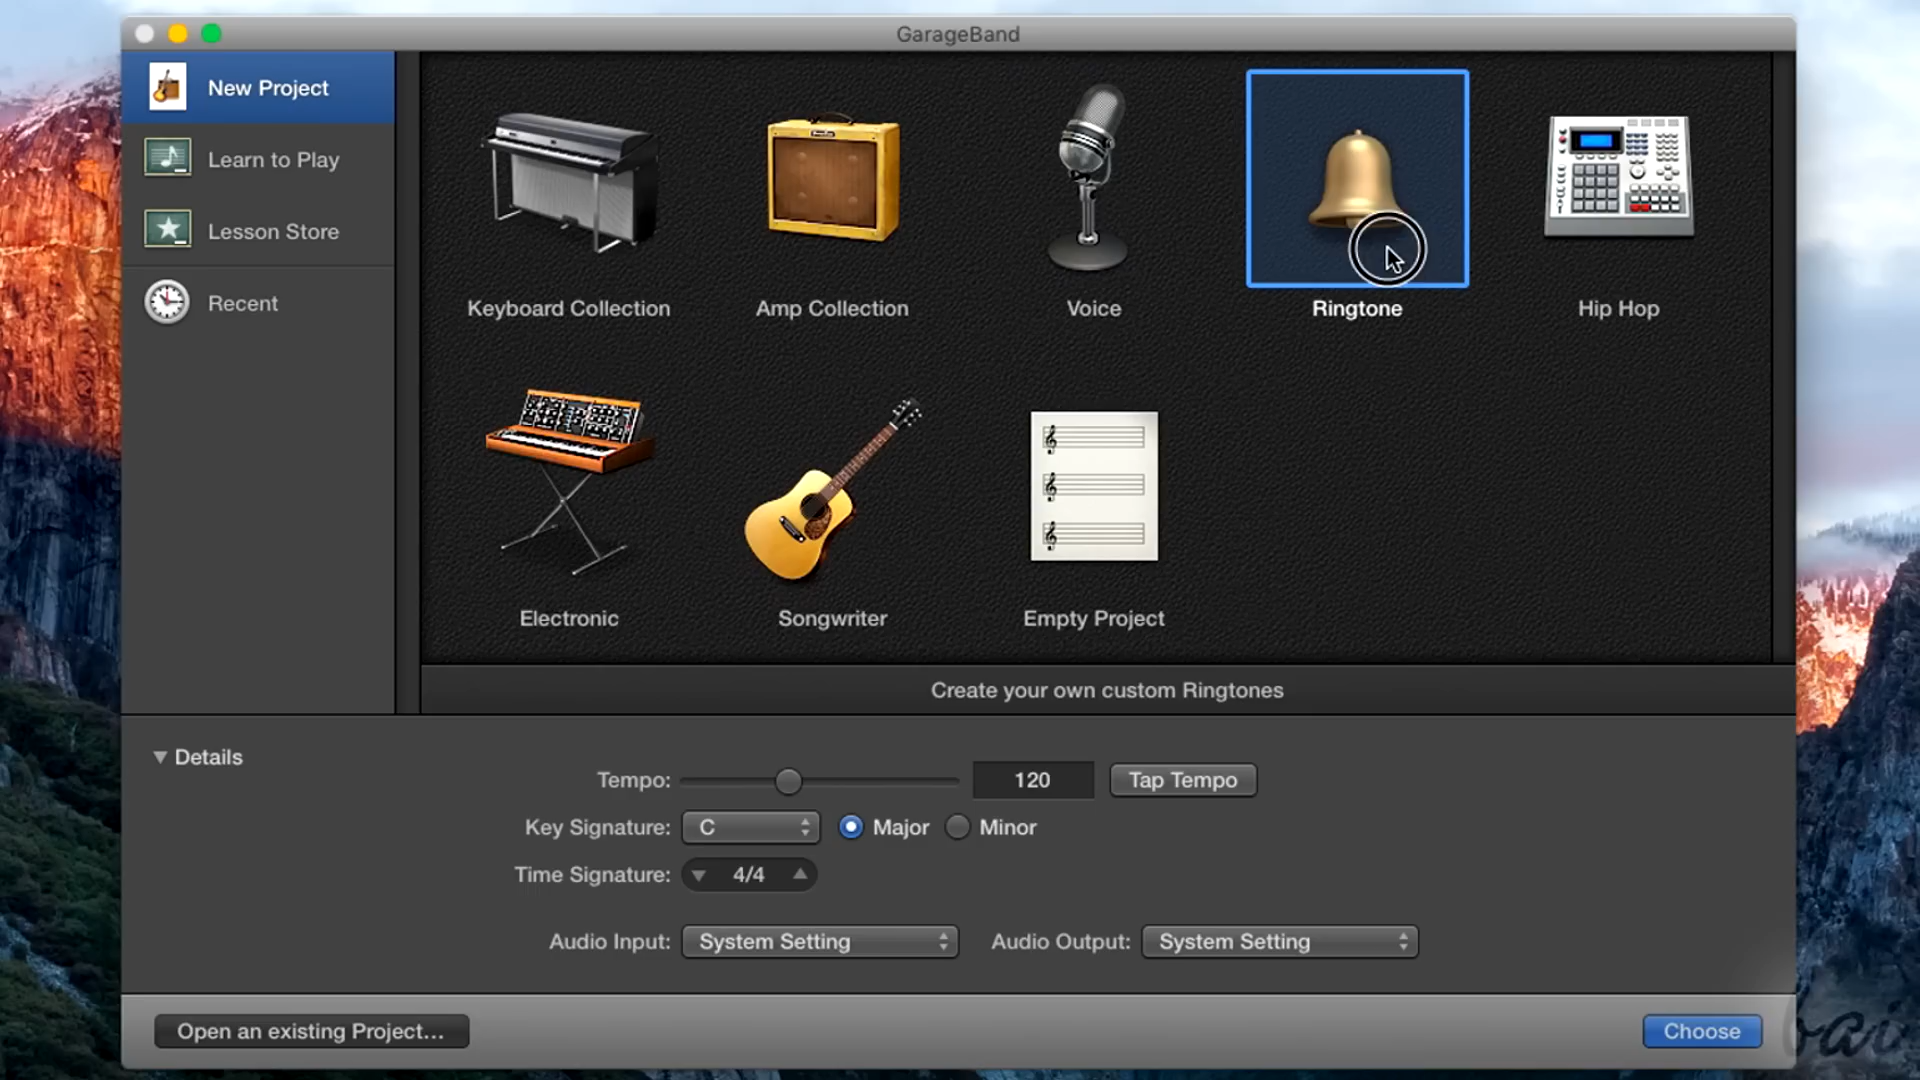 GarageBand
New Project
Learn to Play
Lesson Store
Recent
Keyboard Collection
Amp Collection
Voice
Ringtone
Hip Hop
Electronic
Songwriter
Empty Project
Create your own custom Ringtones
Details
Tempo:
120
Tap Tempo
Key Signature:
C
Major
Minor
Time Signature:
4/4
Audio Input:
System Setting
Audio Output:
System Setting
Open an existing Project...
Choose